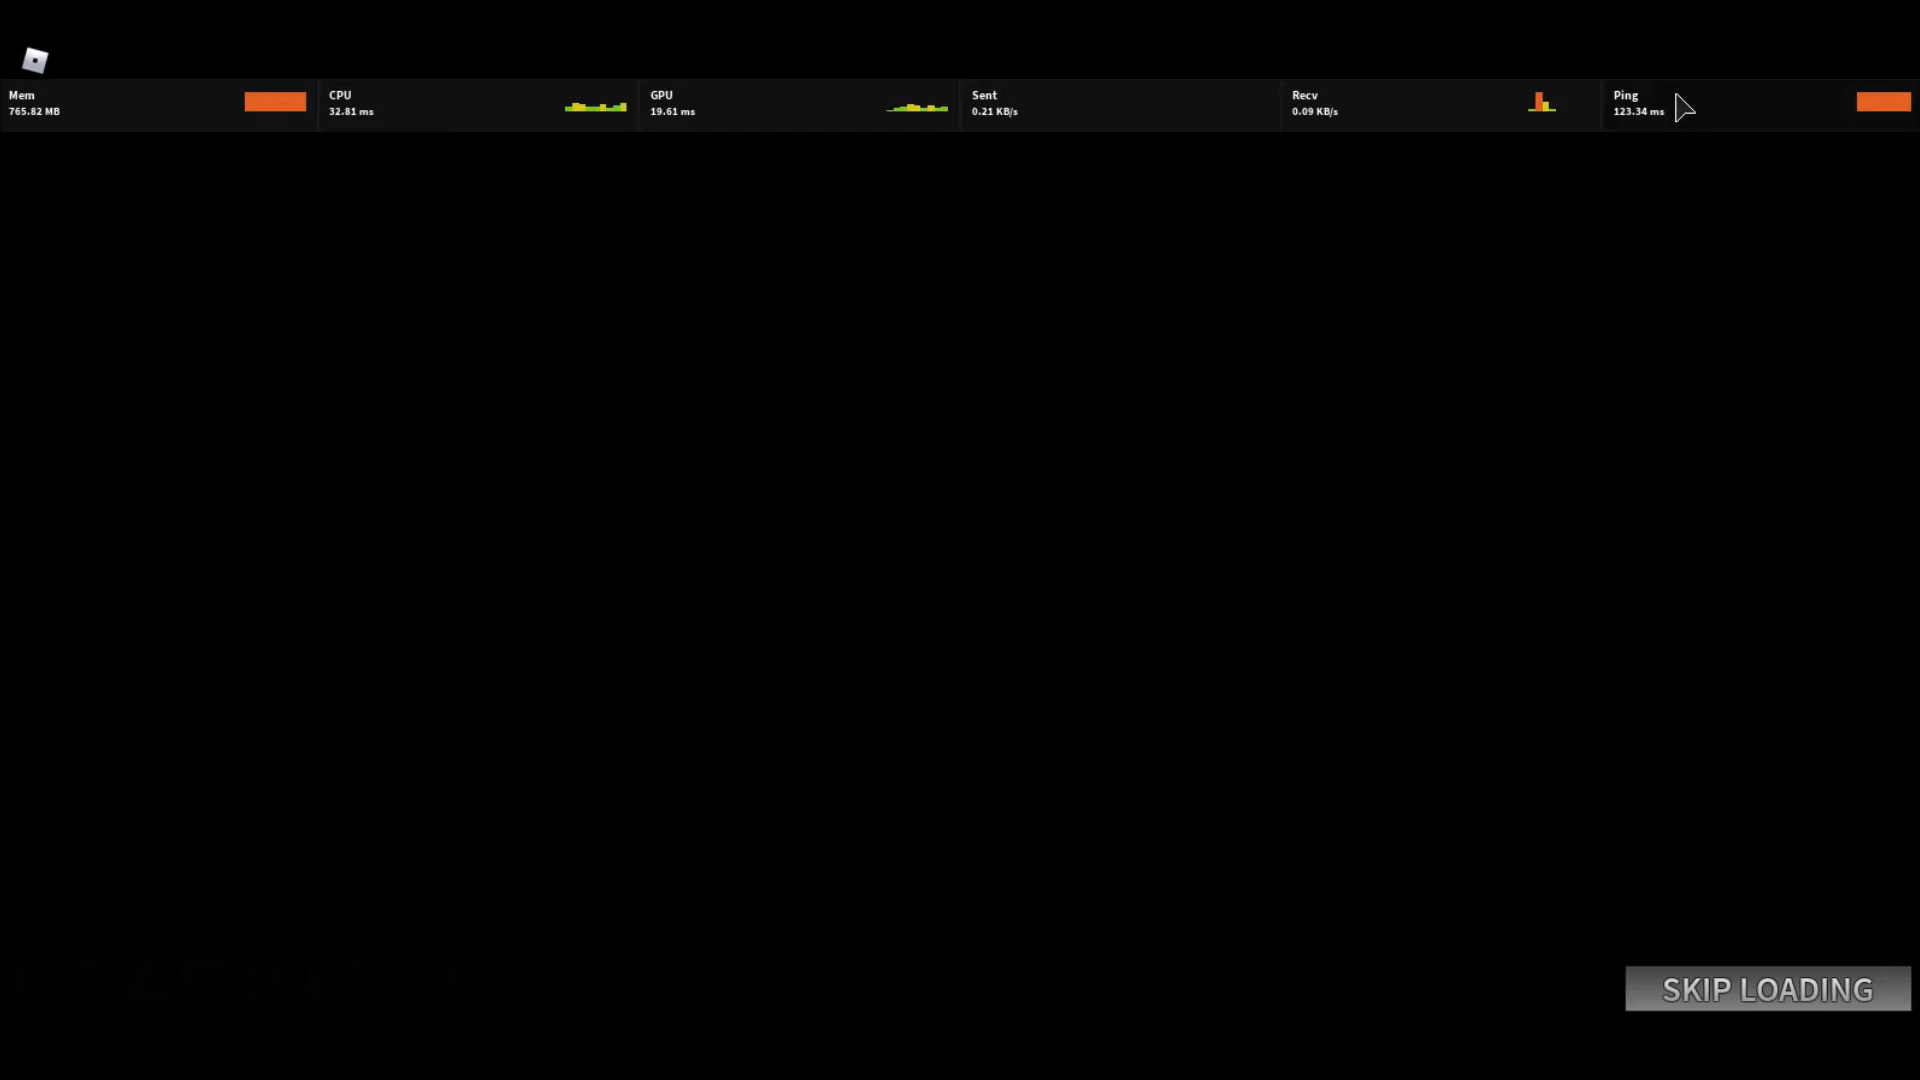 Mem
765.82 MB
CPU
32.81 ms
GPU
19.61 ms
Sent
0.21 KB/s
Recv
0.09 KB/s
Ping
123.34 ms
SKIP LOADING